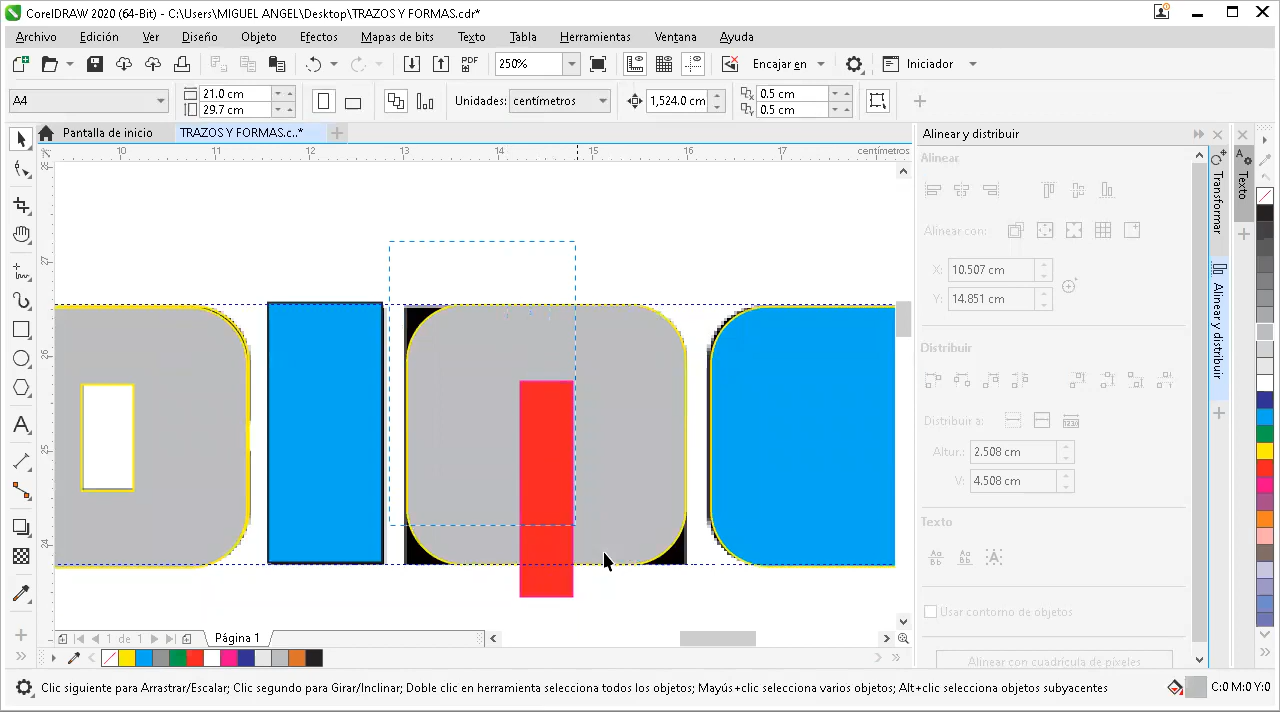 CorelDRAW 2020 (64-Bit) - C:\Users\MIGUEL ANGEL\Desktop\TRAZOS Y FORMAS.cdr*
Archivo Edición Ver Diseño Objeto Efectos Mapas de bits Texto Tabla Herramientas Ventana Ayuda
PDF 250% Encajar en Iniciador
A4 21.0 cm 29.7 cm Unidades: centímetros 1,524.0 cm 0.5 cm 0.5 cm
Pantalla de inicio TRAZOS Y FORMAS.c..* Alinear y distribuir
10 11 12 13 14 15 16 17 centímetros
28
27
26
25
24
Alinear
Alinear con:
X: 10.507 cm
Y: 14.851 cm
Distribuir
Distribuir a:
Altur.: 2.508 cm
V: 4.508 cm
Texto
Usar contorno de objetos
Alinear con cuadrícula de píxeles
Transformar
Alinear y distribuir
Texto
1 de 1 Página 1
Clic siguiente para Arrastrar/Escalar; Clic segundo para Girar/Inclinar; Doble clic en herramienta selecciona todos los objetos; Mayús+clic selecciona varios objetos; Alt+clic selecciona objetos subyacentes C:0 M:0 Y:0